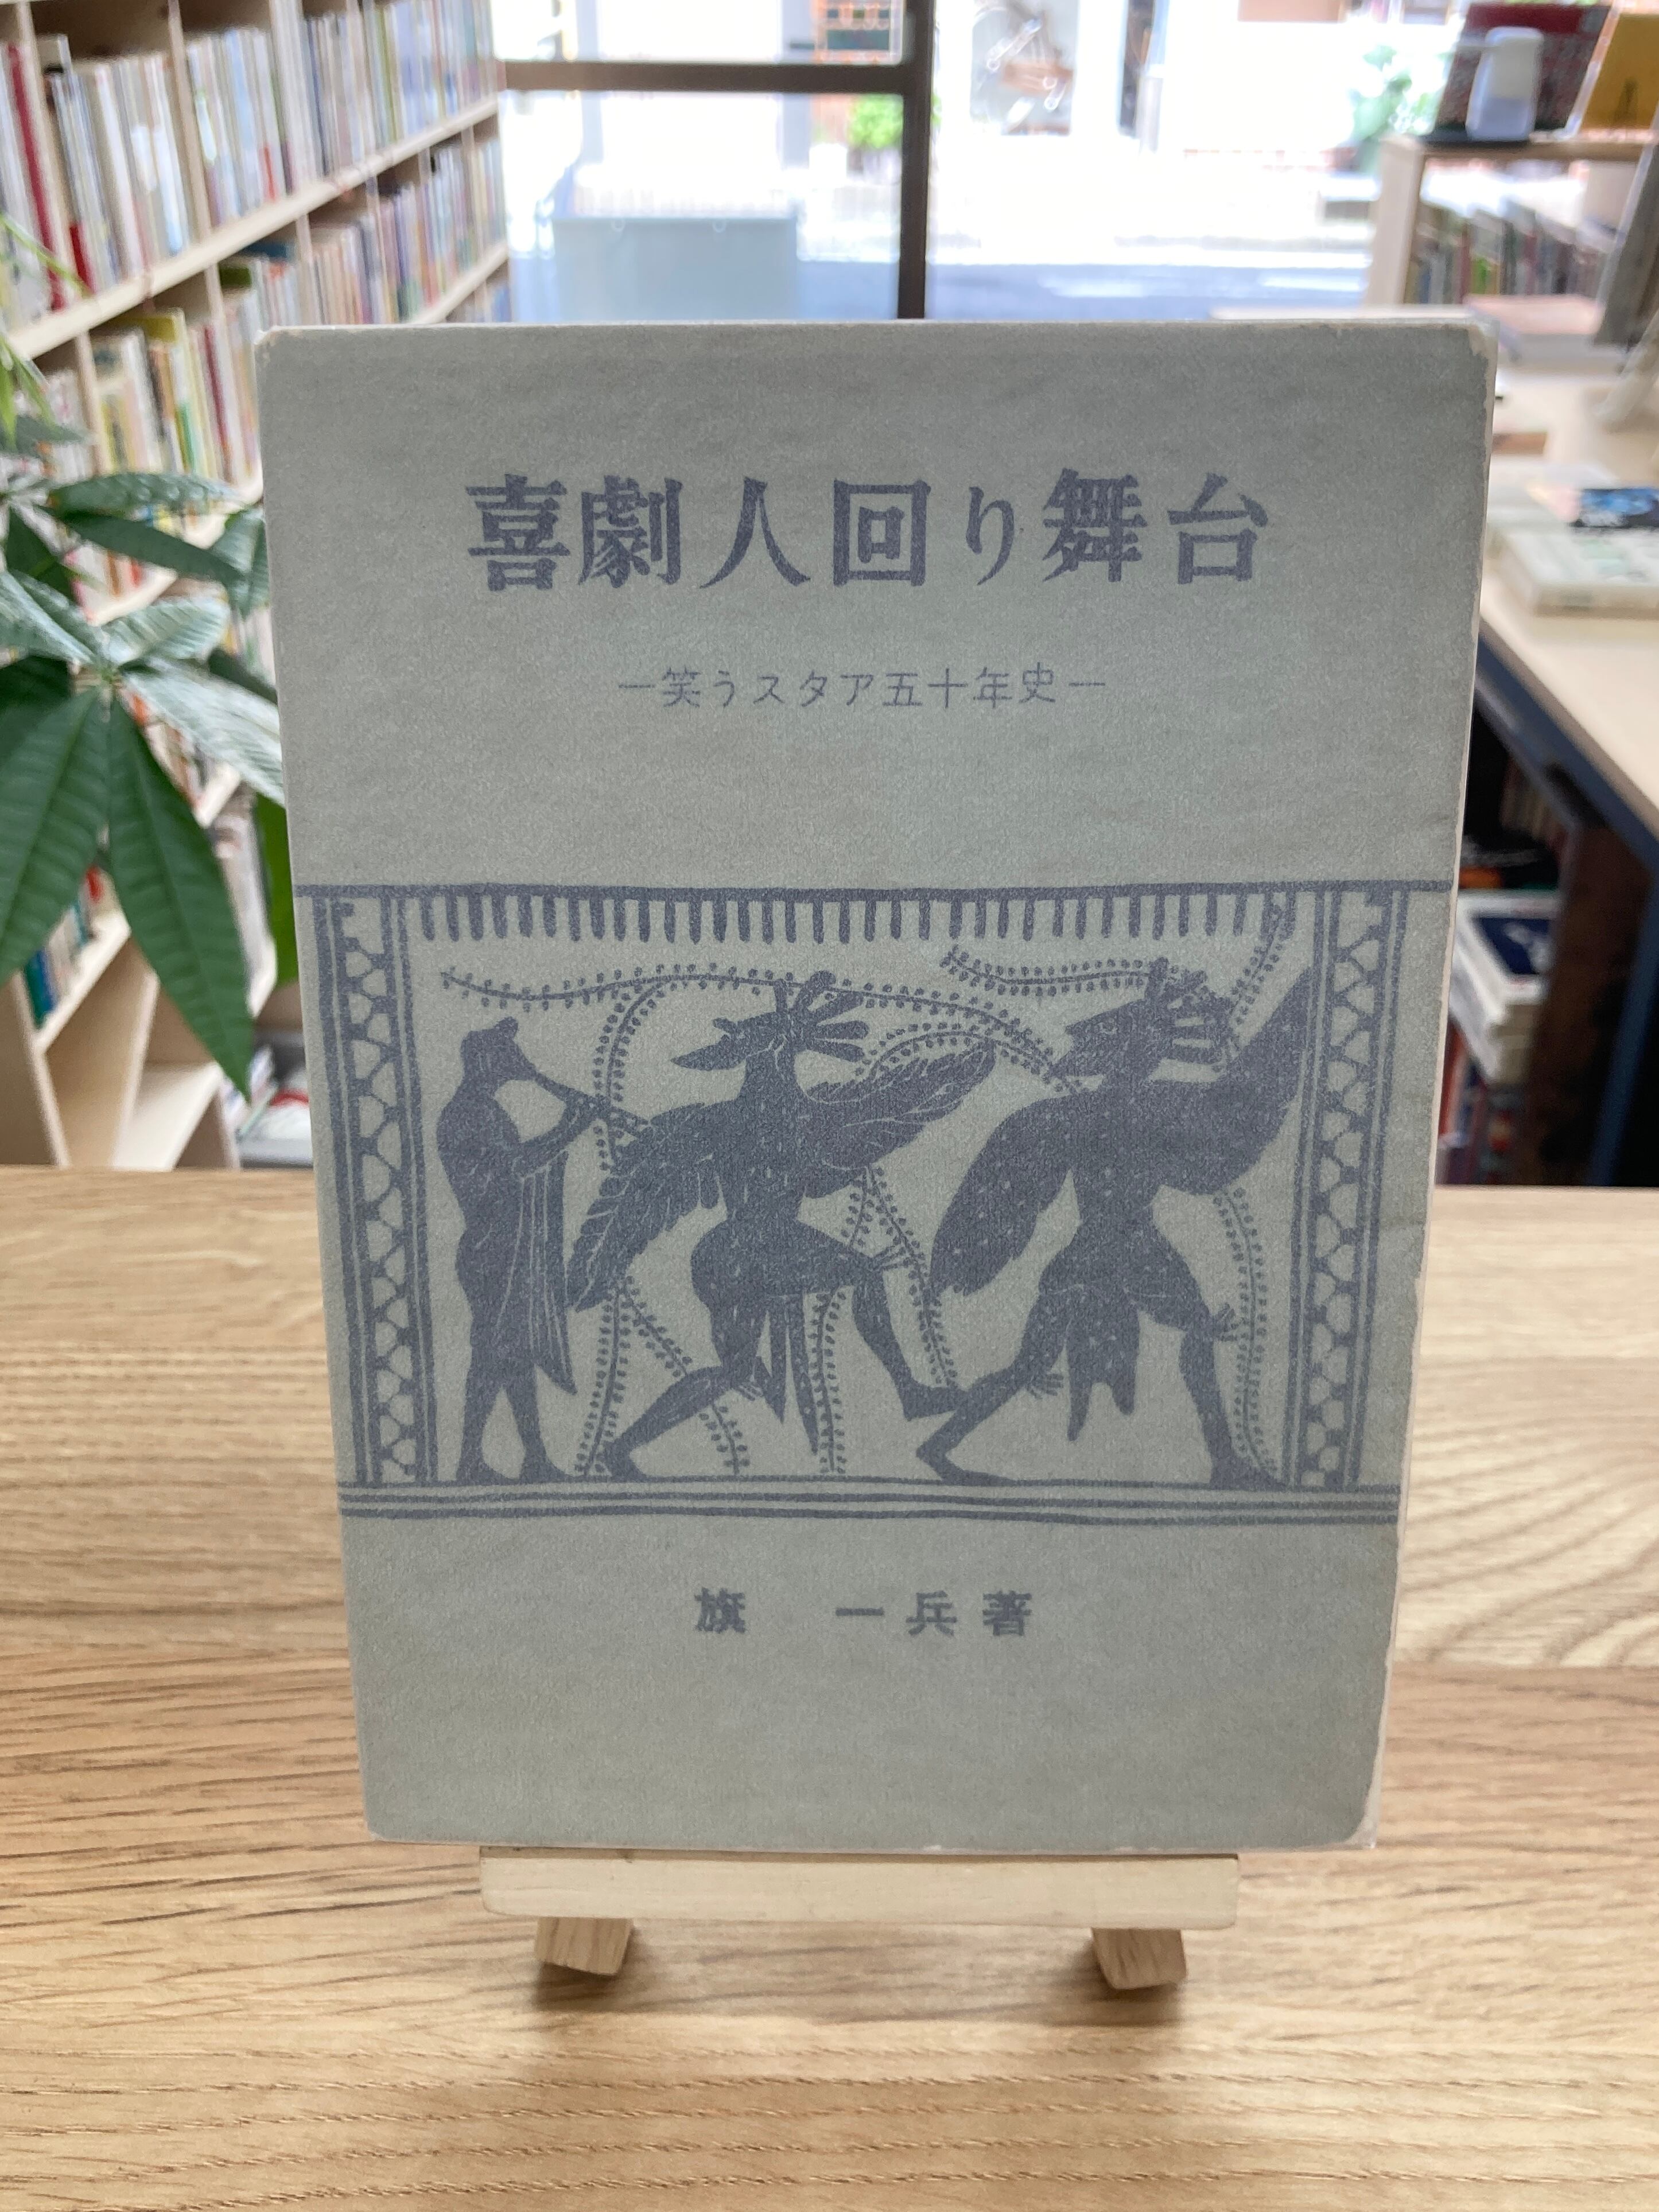 喜劇人回り舞台
―笑うスタア五十年史―
旗 一兵著